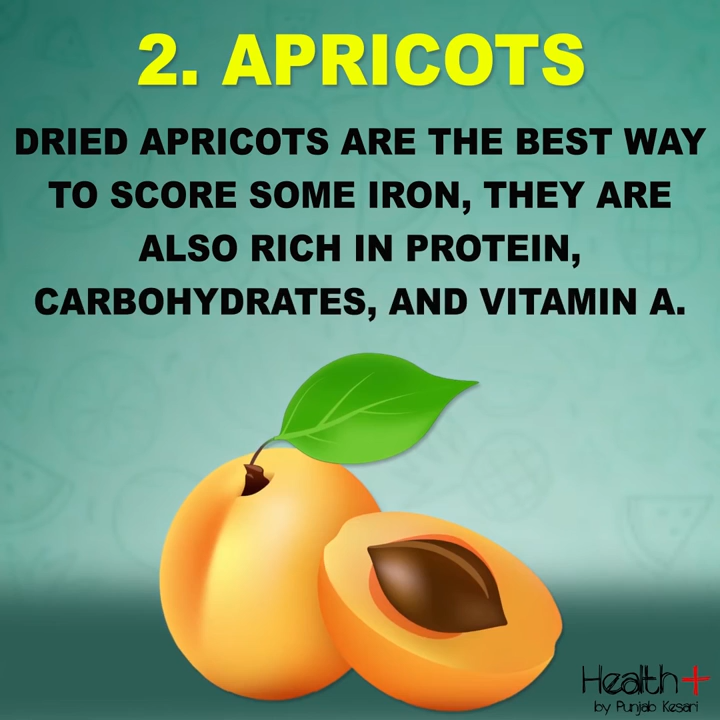 2. APRICOTS
DRIED APRICOTS ARE THE BEST WAY
TO SCORE SOME IRON, THEY ARE
ALSO RICH IN PROTEIN,
CARBOHYDRATES, AND VITAMIN A.
Health+
by Punjab Kesari